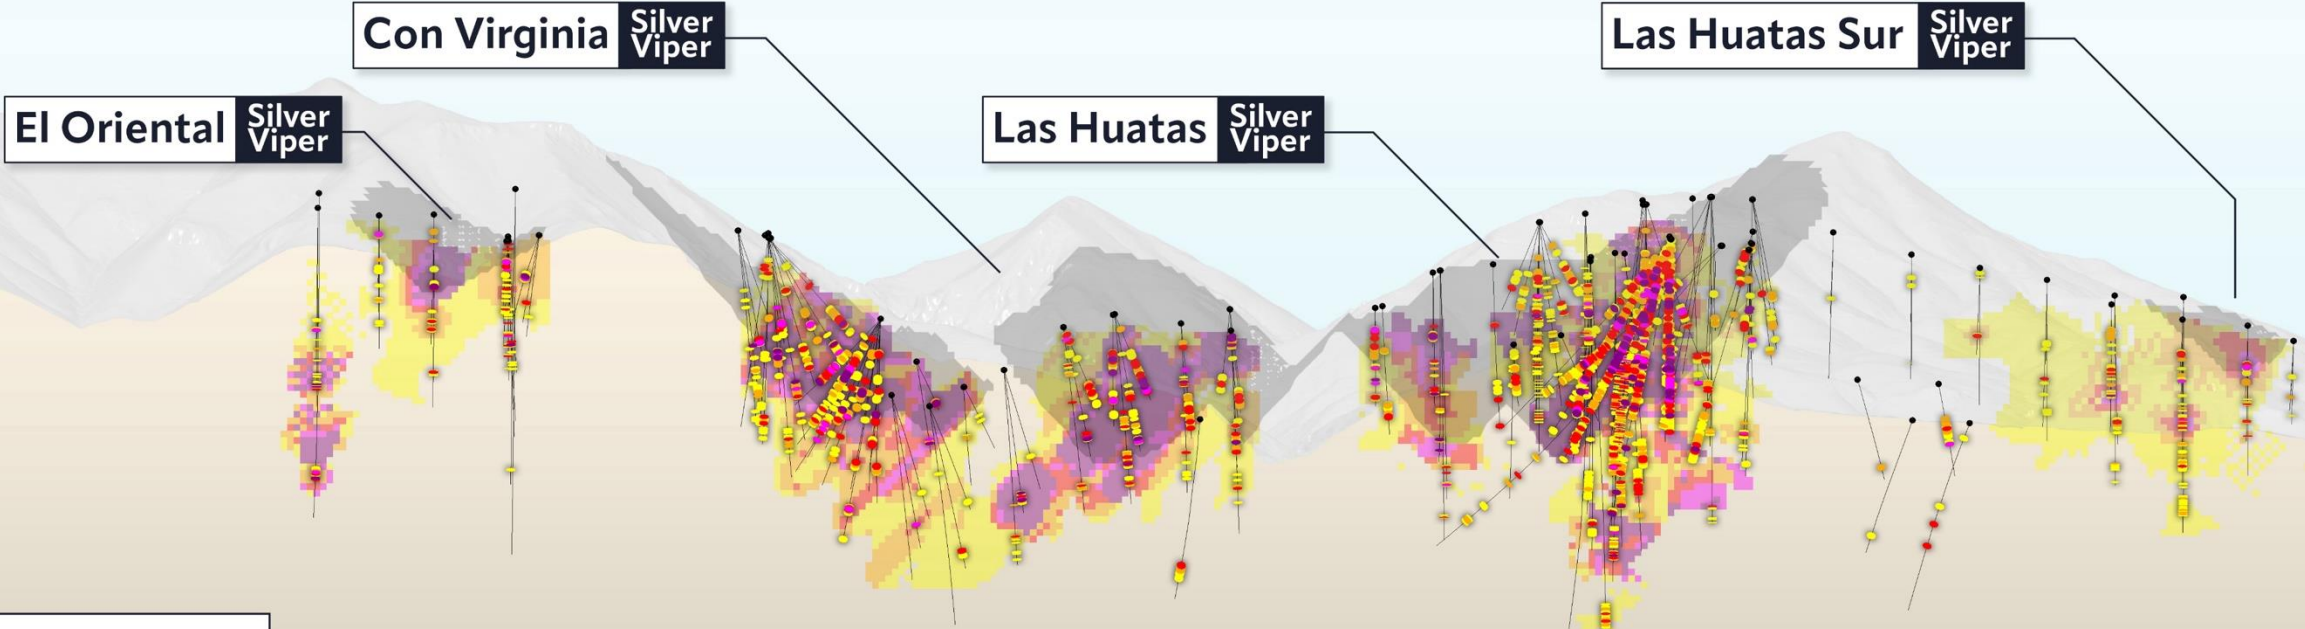 Con Virginia
Silver
Viper
Las Huatas Sur
Silver
Viper
El Oriental
Silver
Viper
Las Huatas
Silver
Viper